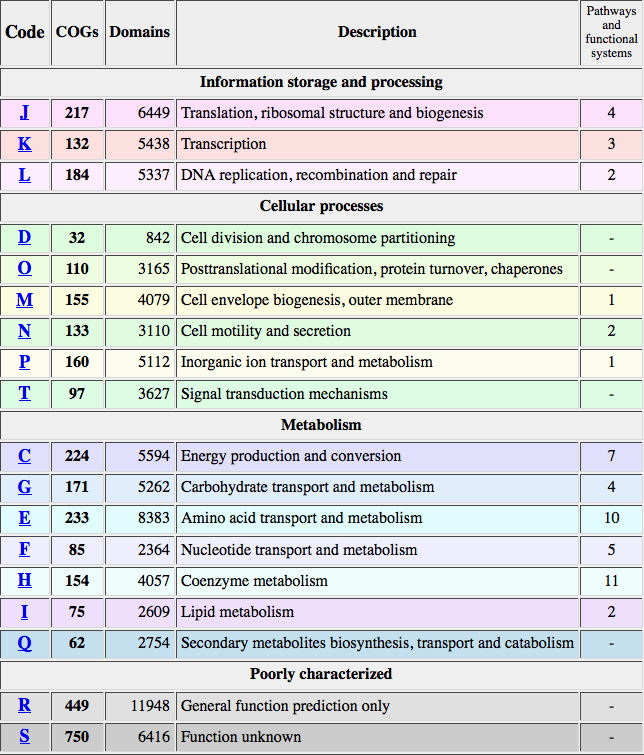 Code COGs Domains Description Pathways and functional systems
Information storage and processing
J 217 6449 Translation, ribosomal structure and biogenesis 4
K 132 5438 Transcription 3
L 184 5337 DNA replication, recombination and repair 2
Cellular processes
D 32 842 Cell division and chromosome partitioning -
O 110 3165 Posttranslational modification, protein turnover, chaperones -
M 155 4079 Cell envelope biogenesis, outer membrane 1
N 133 3110 Cell motility and secretion 2
P 160 5112 Inorganic ion transport and metabolism 1
T 97 3627 Signal transduction mechanisms -
Metabolism
C 224 5594 Energy production and conversion 7
G 171 5262 Carbohydrate transport and metabolism 4
E 233 8383 Amino acid transport and metabolism 10
F 85 2364 Nucleotide transport and metabolism 5
H 154 4057 Coenzyme metabolism 11
I 75 2609 Lipid metabolism 2
Q 62 2754 Secondary metabolites biosynthesis, transport and catabolism -
Poorly characterized
R 449 11948 General function prediction only -
S 750 6416 Function unknown -